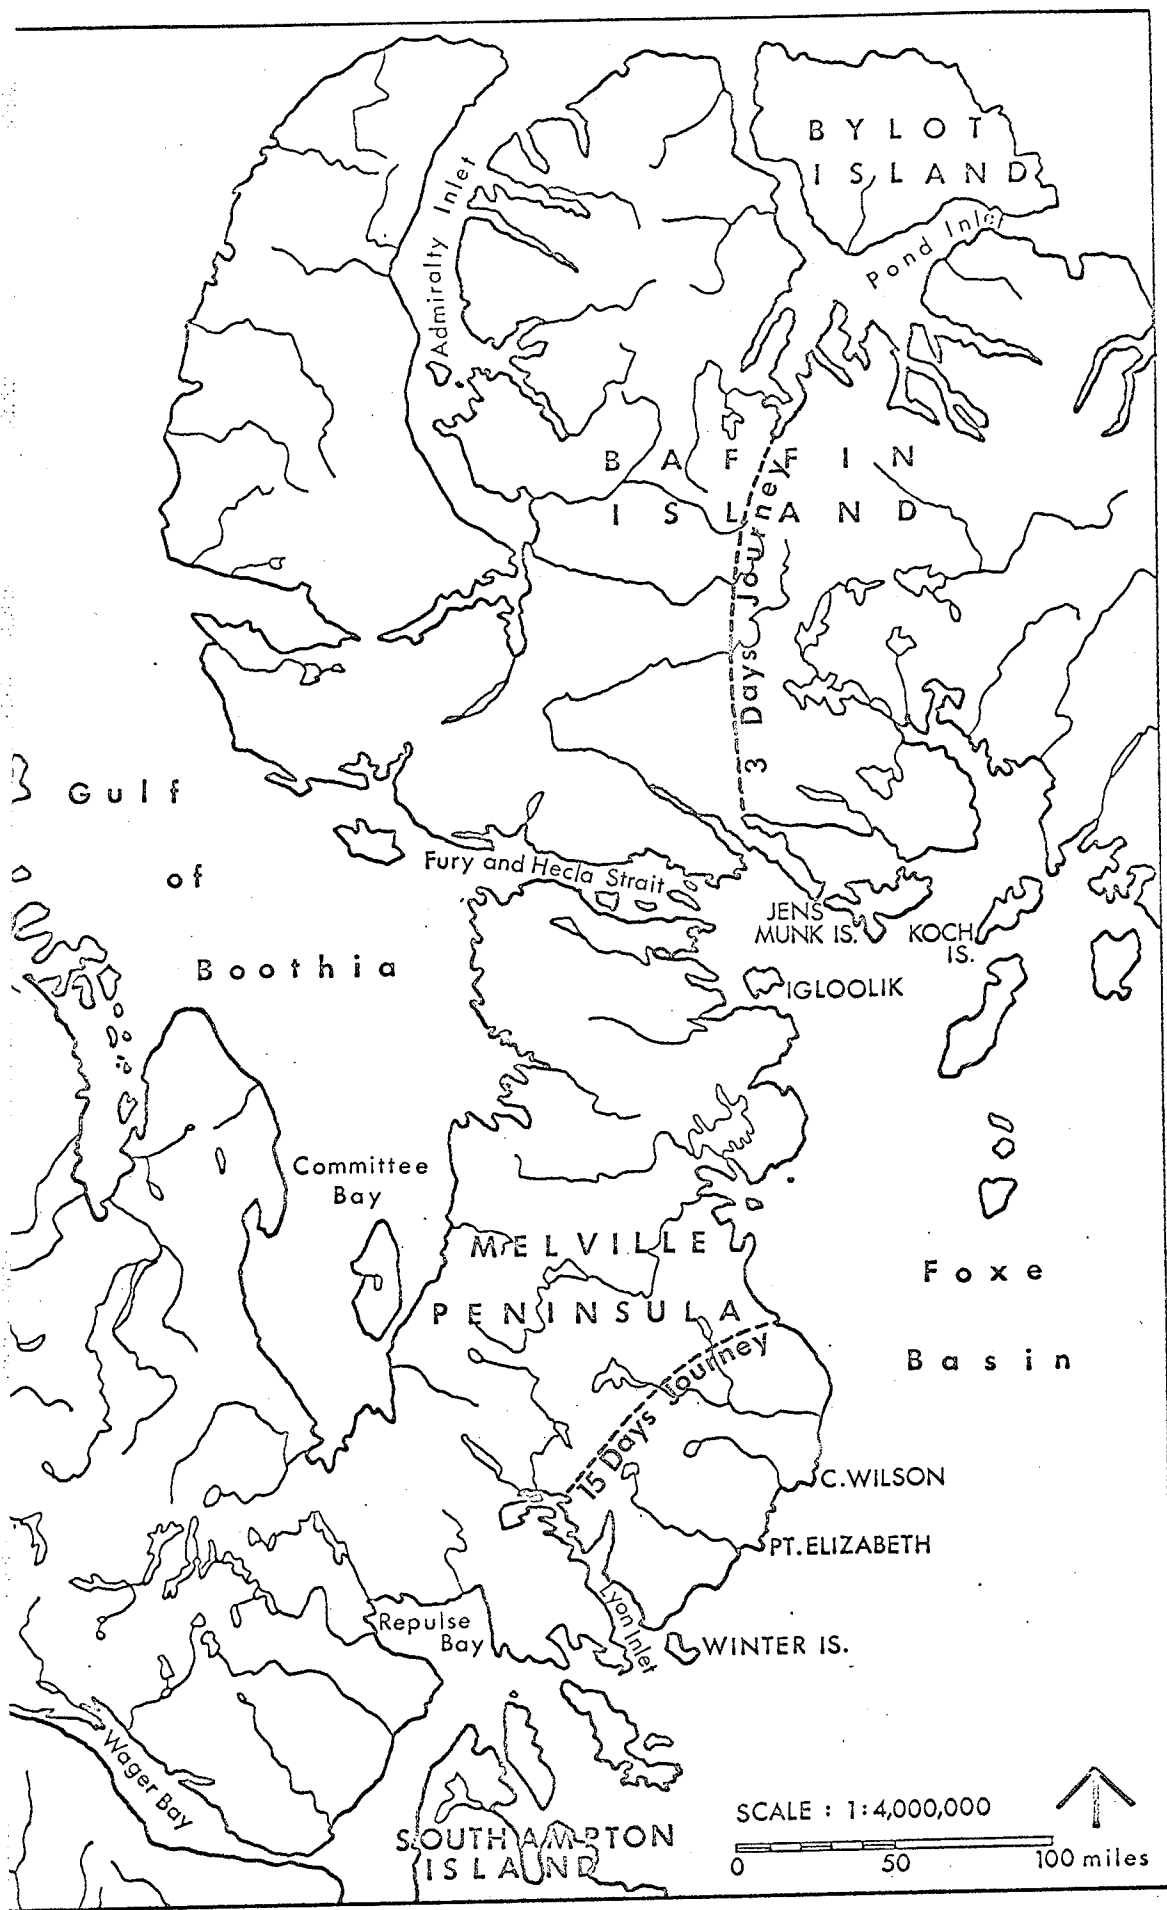 BYLOT
ISLAND
Admiralty Inlet
Pond Inlet
BAFFIN
ISLAND
3 Days Journey
Gulf
of
Boothia
Fury and Hecla Strait
JENS
MUNK IS.
KOCH
IS.
IGLOOLIK
Committee
Bay
MELVILLE
PENINSULA
Foxe
Basin
15 Days Journey
C. WILSON
PT. ELIZABETH
Lyon Inlet
Repulse
Bay
WINTER IS.
Wager Bay
SOUTHAMPTON
ISLAND
SCALE : 1:4,000,000
0 50 100 miles